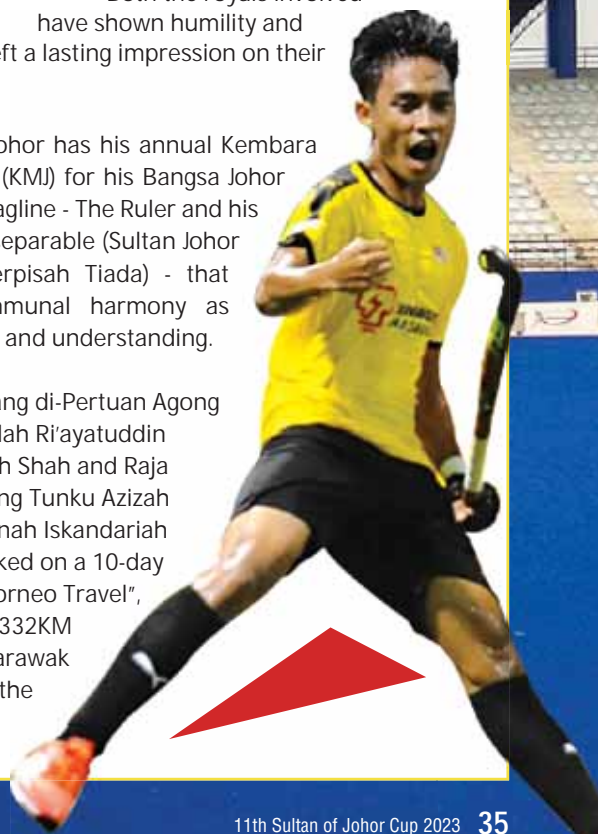 have shown humility and
eft a lasting impression on their
ohor has his annual Kembara
(KMJ) for his Bangsa Johor
agline - The Ruler and his
separable (Sultan Johor
erpisah Tiada) - that
mmunal harmony as
and understanding.
ang di-Pertuan Agong
lah Ri'ayatuddin
h Shah and Raja
ng Tunku Azizah
nah Iskandariah
ked on a 10-day
orneo Travel",
332KM
arawak
the
11th Sultan of Johor Cup 2023 35